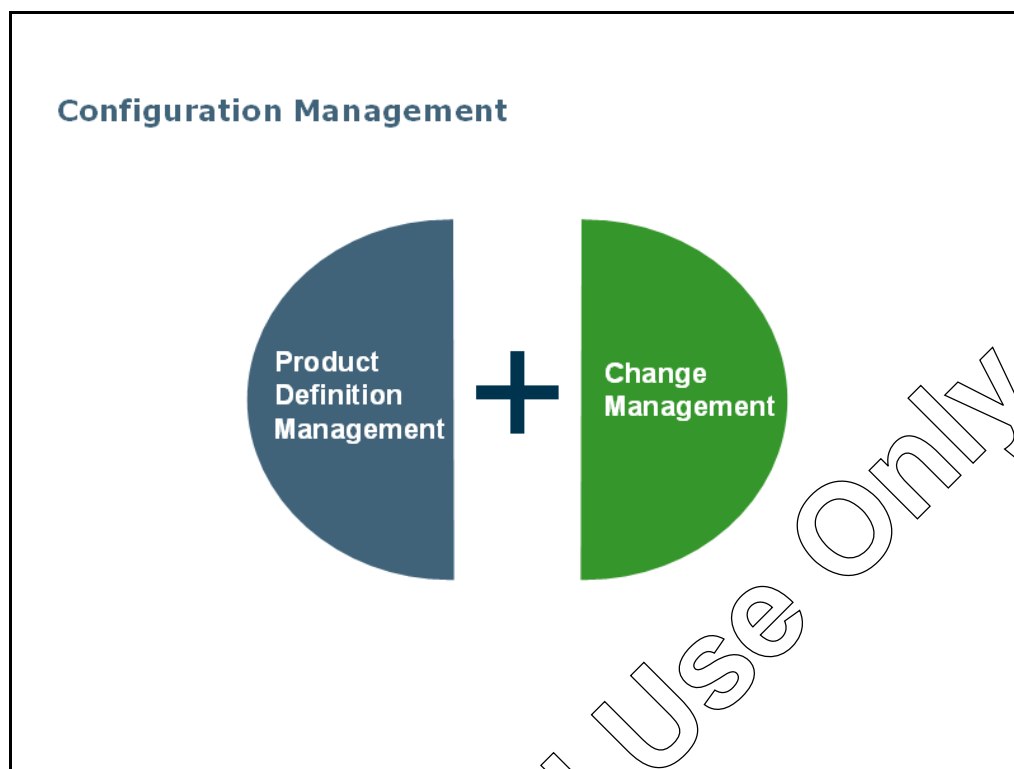 Configuration Management
Product
Definition
Management
+
Change
Management
Use Only